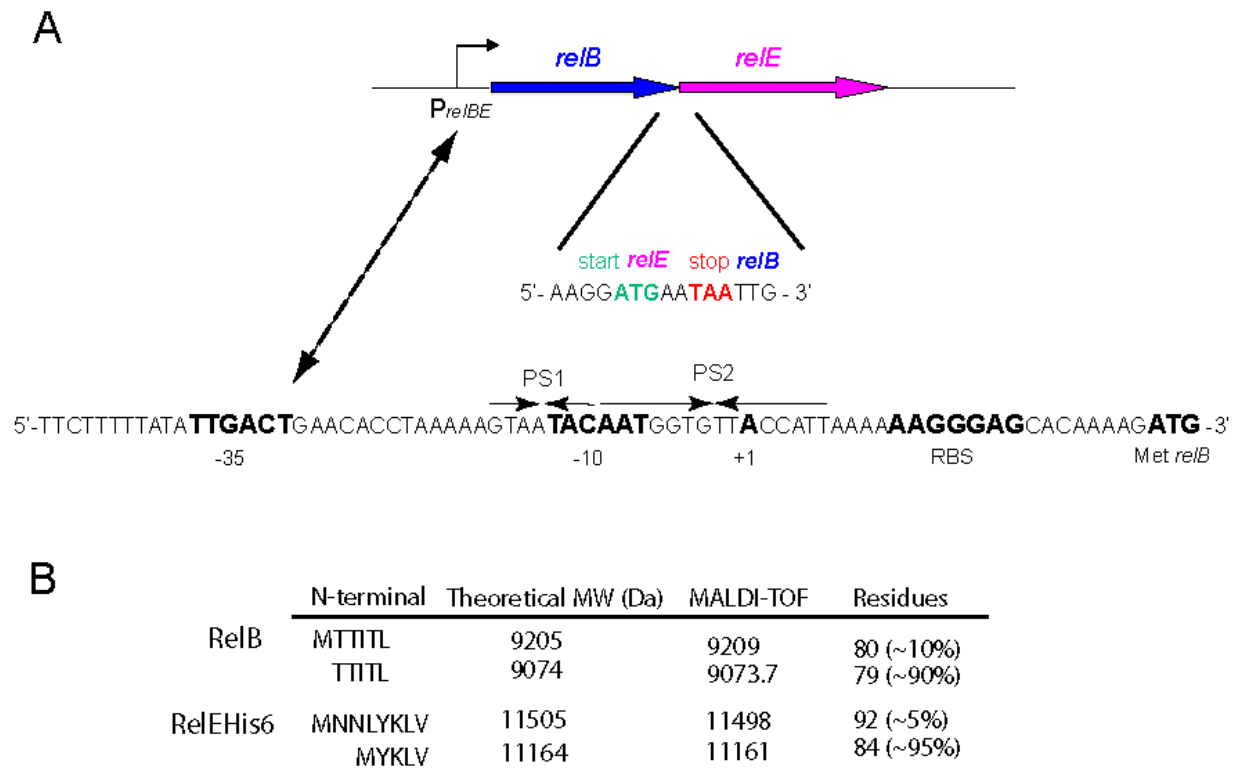 A
relB relE
PrelBE
start relE stop relB
5'- AAGGATGAATAATTG - 3'
PS1 PS2
5'-TTCTTTTTATATTGACTGAACACCTAAAAAGTAATACAATGGTGTTACCATTAAAAAAGGGAGCACAAAAGATG-3'
-35 -10 +1 RBS Met relB
B
N-terminal Theoretical MW (Da) MALDI-TOF Residues
RelB MTTITL 9205 9209 80 (~10%)
TTITL 9074 9073.7 79 (~90%)
RelEHis6 MNNLYKLV 11505 11498 92 (~5%)
MYKLV 11164 11161 84 (~95%)